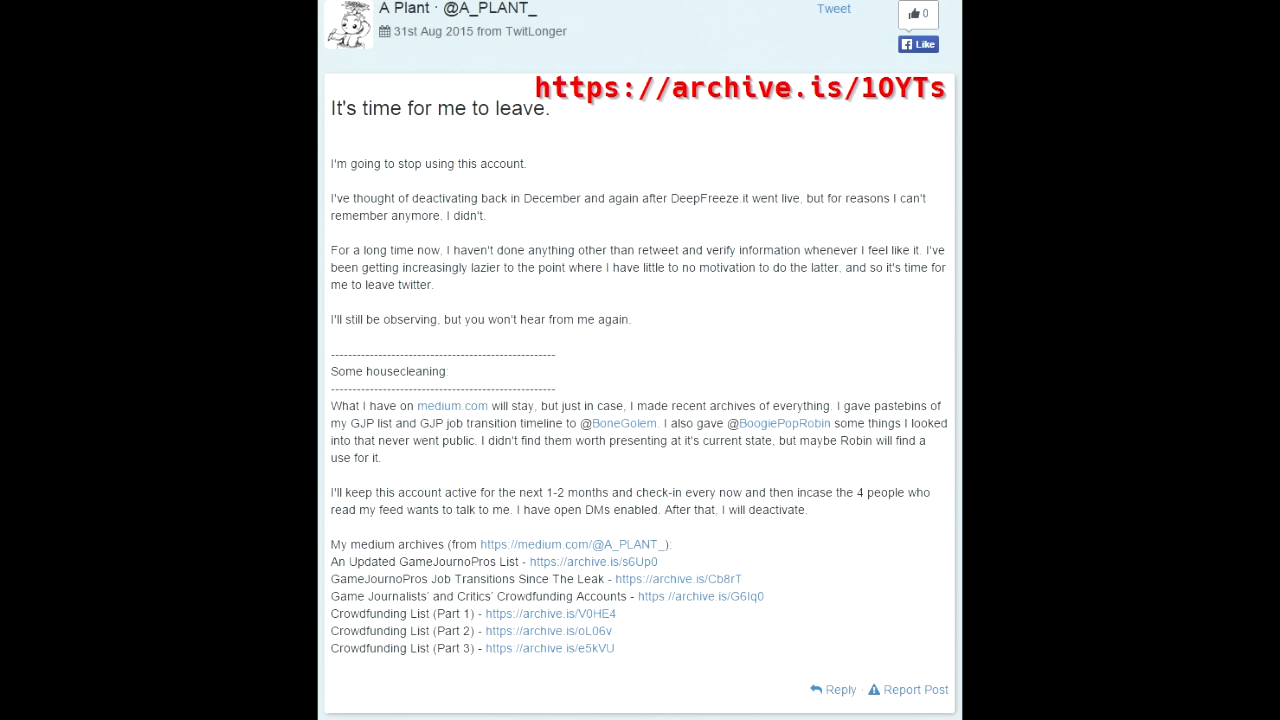 A Plant · @A_PLANT_
Tweet
0
31st Aug 2015 from TwitLonger
Like
https://archive.is/1OYTs
It's time for me to leave.
I'm going to stop using this account.
I've thought of deactivating back in December and again after DeepFreeze.it went live, but for reasons I can't
remember anymore, I didn't.
For a long time now, I haven't done anything other than retweet and verify information whenever I feel like it. I've
been getting increasingly lazier to the point where I have little to no motivation to do the latter, and so it's time for
me to leave twitter.
I'll still be observing, but you won't hear from me again.
----------------------------------------------------
Some housecleaning:
----------------------------------------------------
What I have on medium.com will stay, but just in case, I made recent archives of everything. I gave pastebins of
my GJP list and GJP job transition timeline to @BoneGolem. I also gave @BoogiePopRobin some things I looked
into that never went public. I didn't find them worth presenting at it's current state, but maybe Robin will find a
use for it.
I'll keep this account active for the next 1-2 months and check-in every now and then incase the 4 people who
read my feed wants to talk to me. I have open DMs enabled. After that, I will deactivate.
My medium archives (from https://medium.com/@A_PLANT_):
An Updated GameJournoPros List - https://archive.is/s6Up0
GameJournoPros Job Transitions Since The Leak - https://archive.is/Cb8rT
Game Journalists' and Critics' Crowdfunding Accounts - https://archive.is/G6Iq0
Crowdfunding List (Part 1) - https://archive.is/V0HE4
Crowdfunding List (Part 2) - https://archive.is/oL06v
Crowdfunding List (Part 3) - https://archive.is/e5kVU
Reply · Report Post